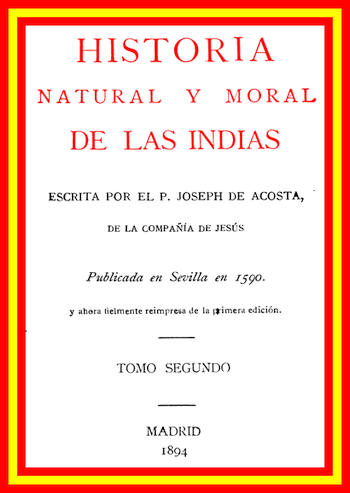 HISTORIA
NATURAL Y MORAL
DE LAS INDIAS
ESCRITA POR EL P. JOSEPH DE ACOSTA,
DE LA COMPAÑÍA DE JESÚS
Publicada en Sevilla en 1590.
y ahora fielmente reimpresa de la primera edición.
TOMO SEGUNDO
MADRID
1894